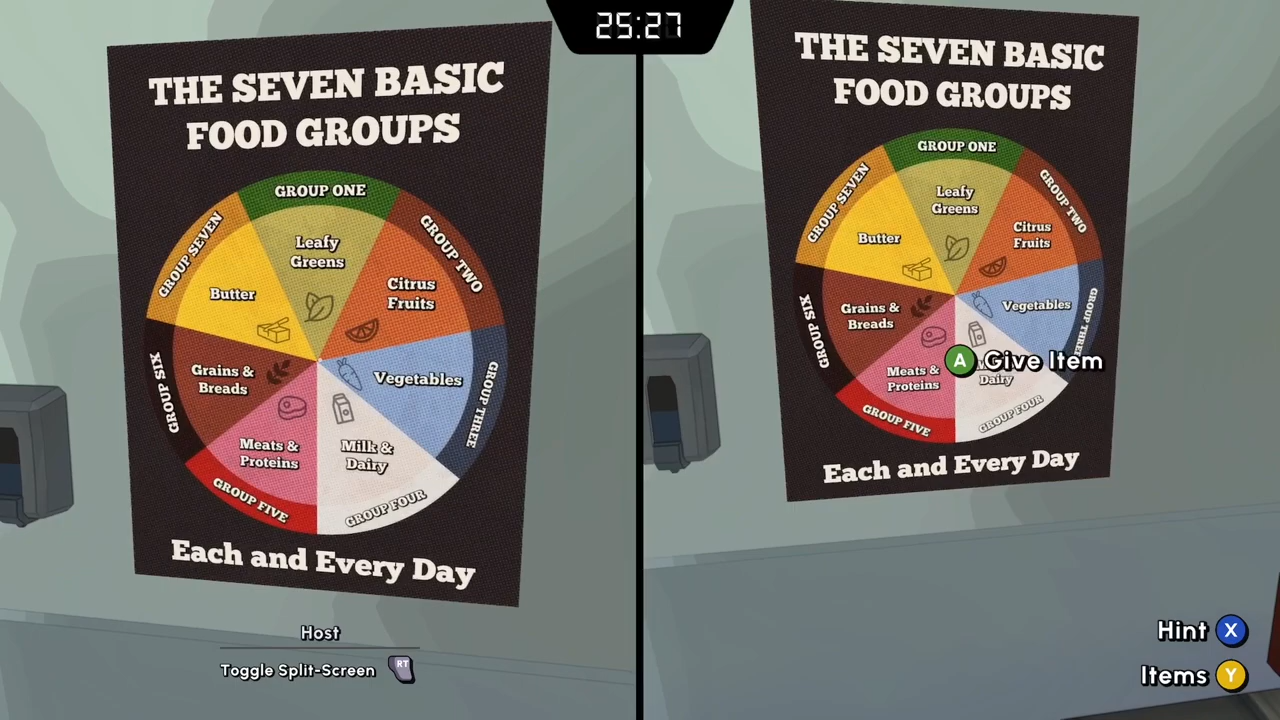 25:27
THE SEVEN BASIC
FOOD GROUPS
GROUP ONE
Leafy
Greens
GROUP TWO
Citrus
Fruits
GROUP THREE
Vegetables
GROUP FOUR
Milk &
Dairy
GROUP FIVE
Meats &
Proteins
GROUP SIX
Grains &
Breads
GROUP SEVEN
Butter
Each and Every Day
Host
Toggle Split-Screen RT
THE SEVEN BASIC
FOOD GROUPS
GROUP ONE
Leafy
Greens
GROUP TWO
Citrus
Fruits
GROUP THREE
Vegetables
GROUP FOUR
Dairy
GROUP FIVE
Meats &
Proteins
GROUP SIX
Grains &
Breads
GROUP SEVEN
Butter
A Give Item
Each and Every Day
Hint X
Items Y